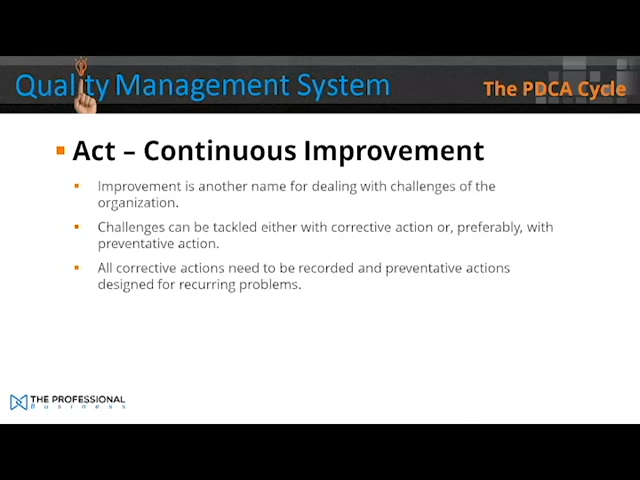 Quality Management System
The PDCA Cycle
Act – Continuous Improvement
Improvement is another name for dealing with challenges of the
organization.
Challenges can be tackled either with corrective action or, preferably, with
preventative action.
All corrective actions need to be recorded and preventative actions
designed for recurring problems.
THE PROFESSIONAL
Business